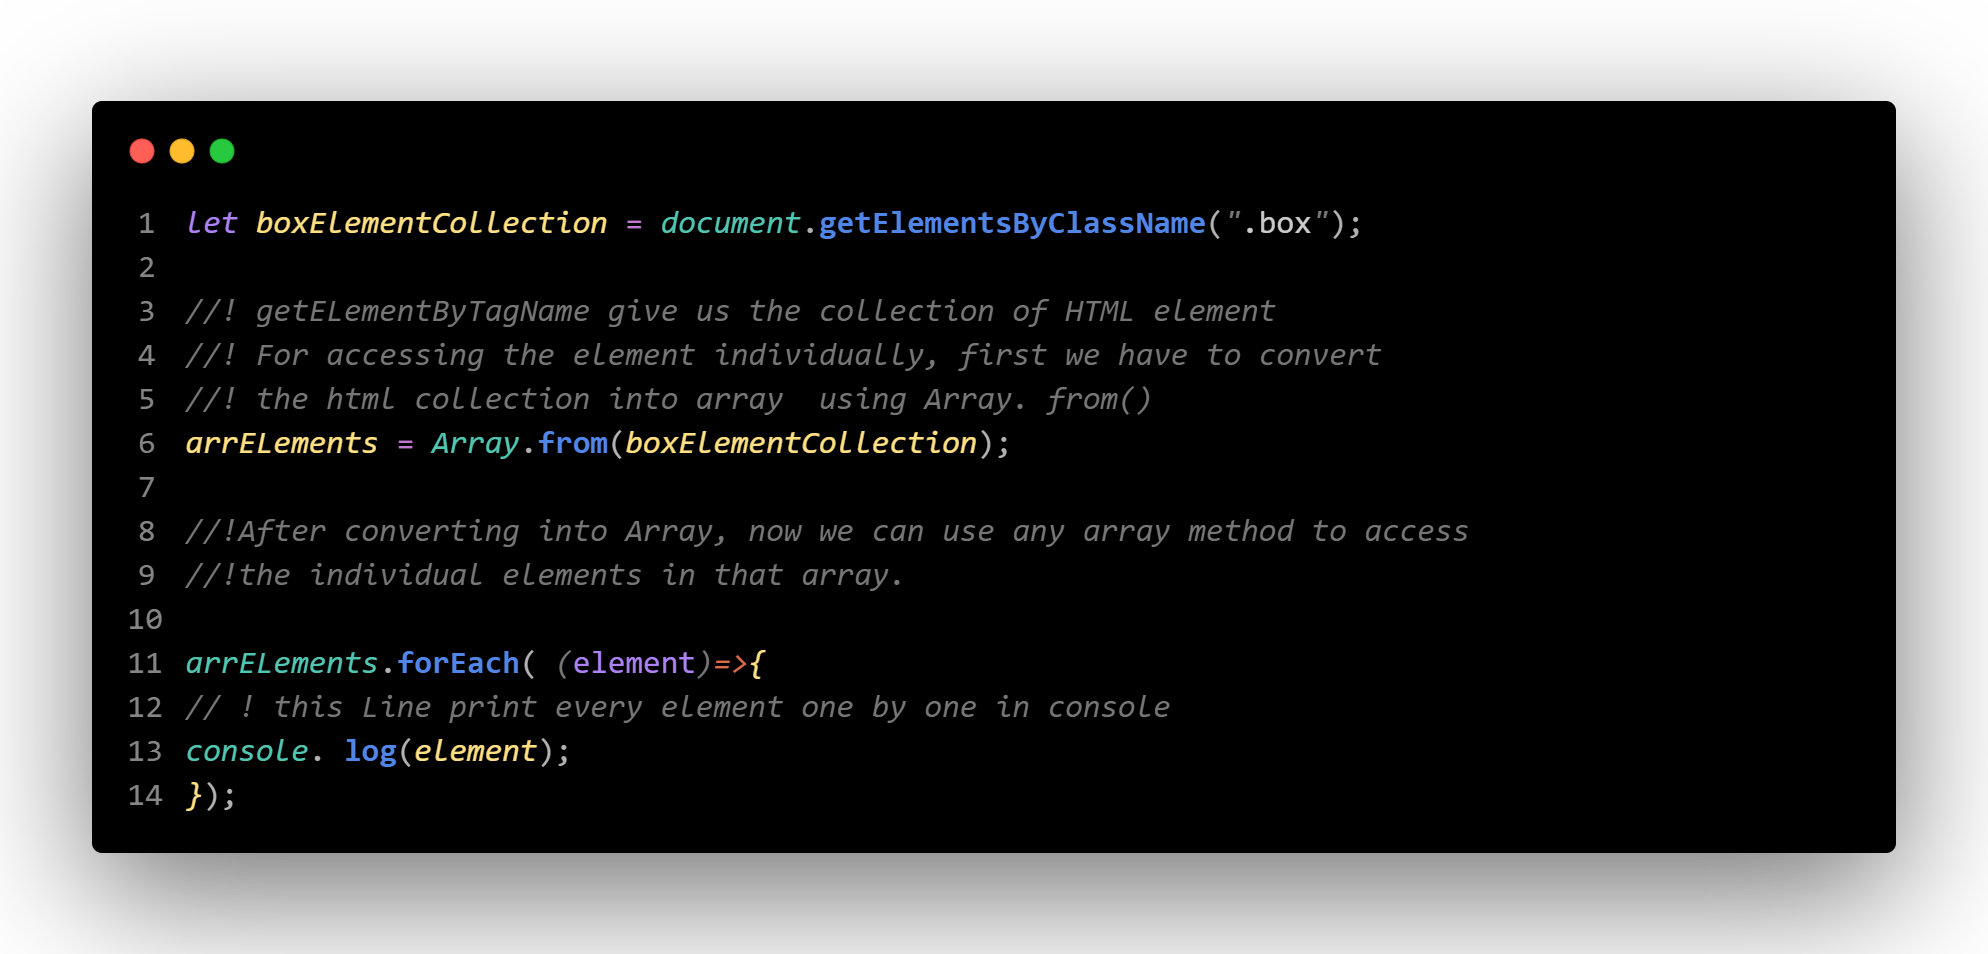 1 let boxElementCollection = document.getElementsByClassName(".box");
2
3 //! getELementByTagName give us the collection of HTML element
4 //! For accessing the element individually, first we have to convert
5 //! the html collection into array  using Array. from()
6 arrELements = Array.from(boxElementCollection);
7
8 //!After converting into Array, now we can use any array method to access
9 //!the individual elements in that array.
10
11 arrELements.forEach( (element)=>{
12 // ! this Line print every element one by one in console
13 console. log(element);
14 });